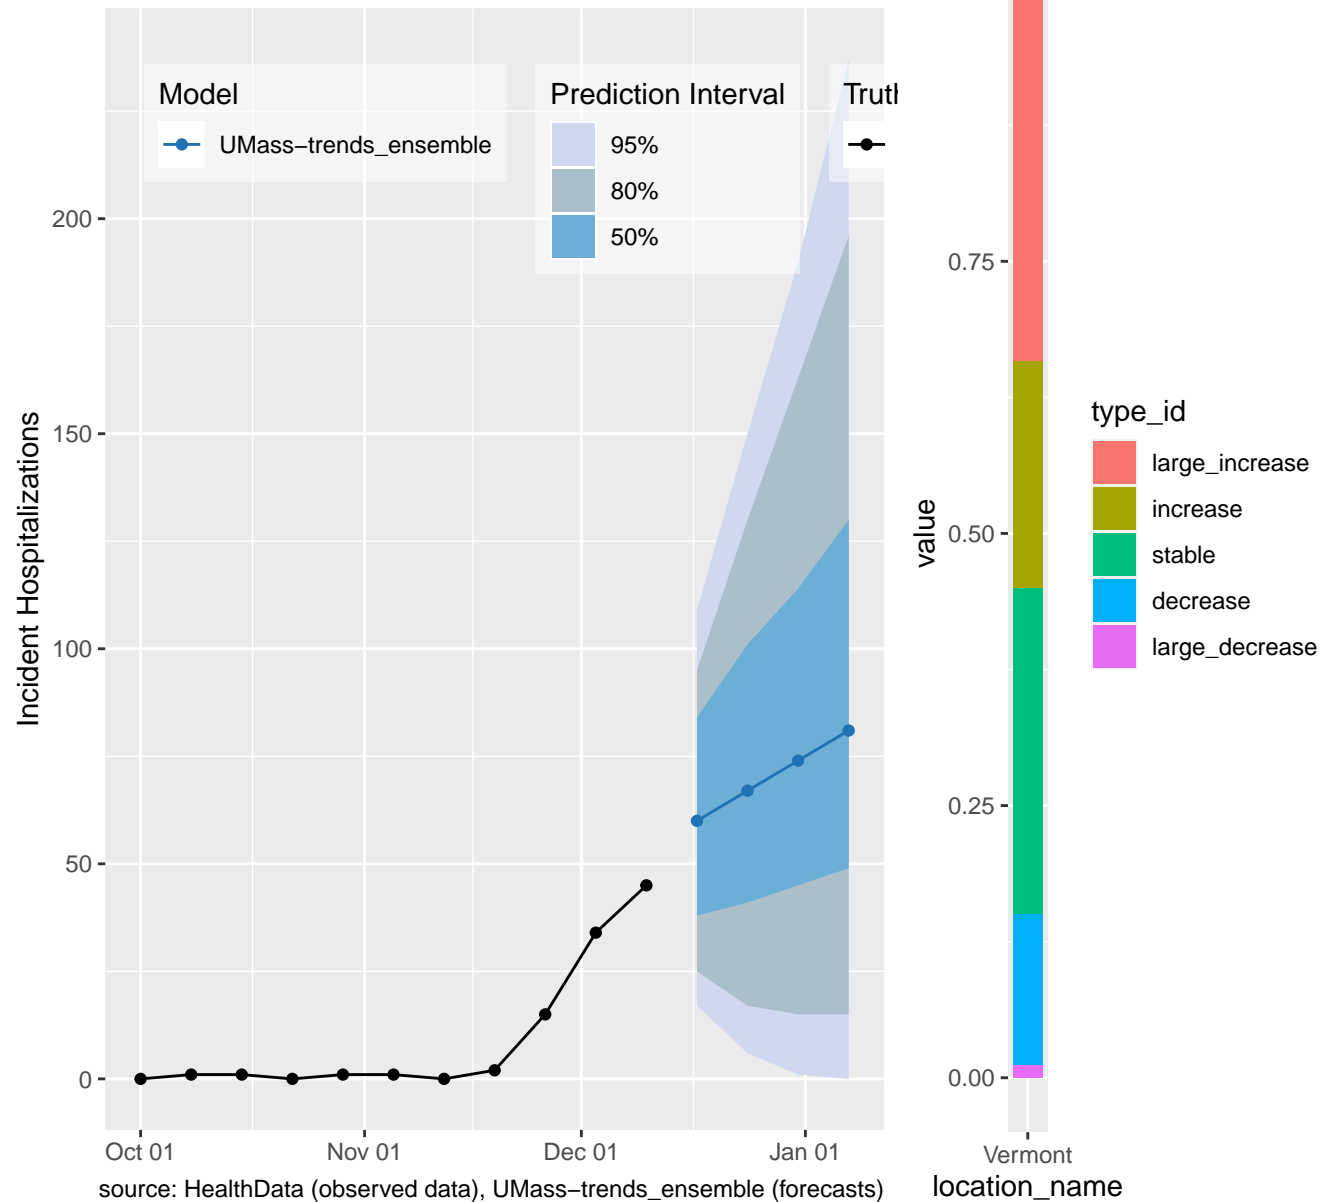 Model
UMass−trends_ensemble
Prediction Interval
95%
80%
50%
Truth
200
150
100
50
0
Incident Hospitalizations
Oct 01
Nov 01
Dec 01
Jan 01
source: HealthData (observed data), UMass−trends_ensemble (forecasts)
0.75
0.50
0.25
0.00
value
Vermont
location_name
type_id
large_increase
increase
stable
decrease
large_decrease